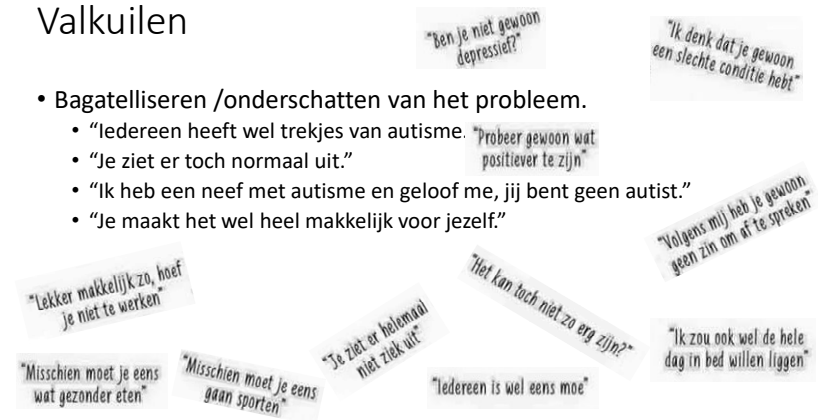 Valkuilen
"Ben je niet gewoon
depressief?"
"Ik denk dat je gewoon
een slechte conditie hebt"
• Bagatelliseren /onderschatten van het probleem.
• “Iedereen heeft wel trekjes van autisme.
"Probeer gewoon wat
positiever te zijn"
• “Je ziet er toch normaal uit.”
• “Ik heb een neef met autisme en geloof me, jij bent geen autist.”
• “Je maakt het wel heel makkelijk voor jezelf.”
"Volgens mij heb je gewoon
geen zin om af te spreken"
"Lekker makkelijk zo, hoef
je niet te werken"
"Het kan toch niet zo erg zijn?"
"Je ziet er helemaal
niet ziek uit"
"Ik zou ook wel de hele
dag in bed willen liggen"
"Misschien moet je eens
wat gezonder eten"
"Misschien moet je eens
gaan sporten"
"Iedereen is wel eens moe"